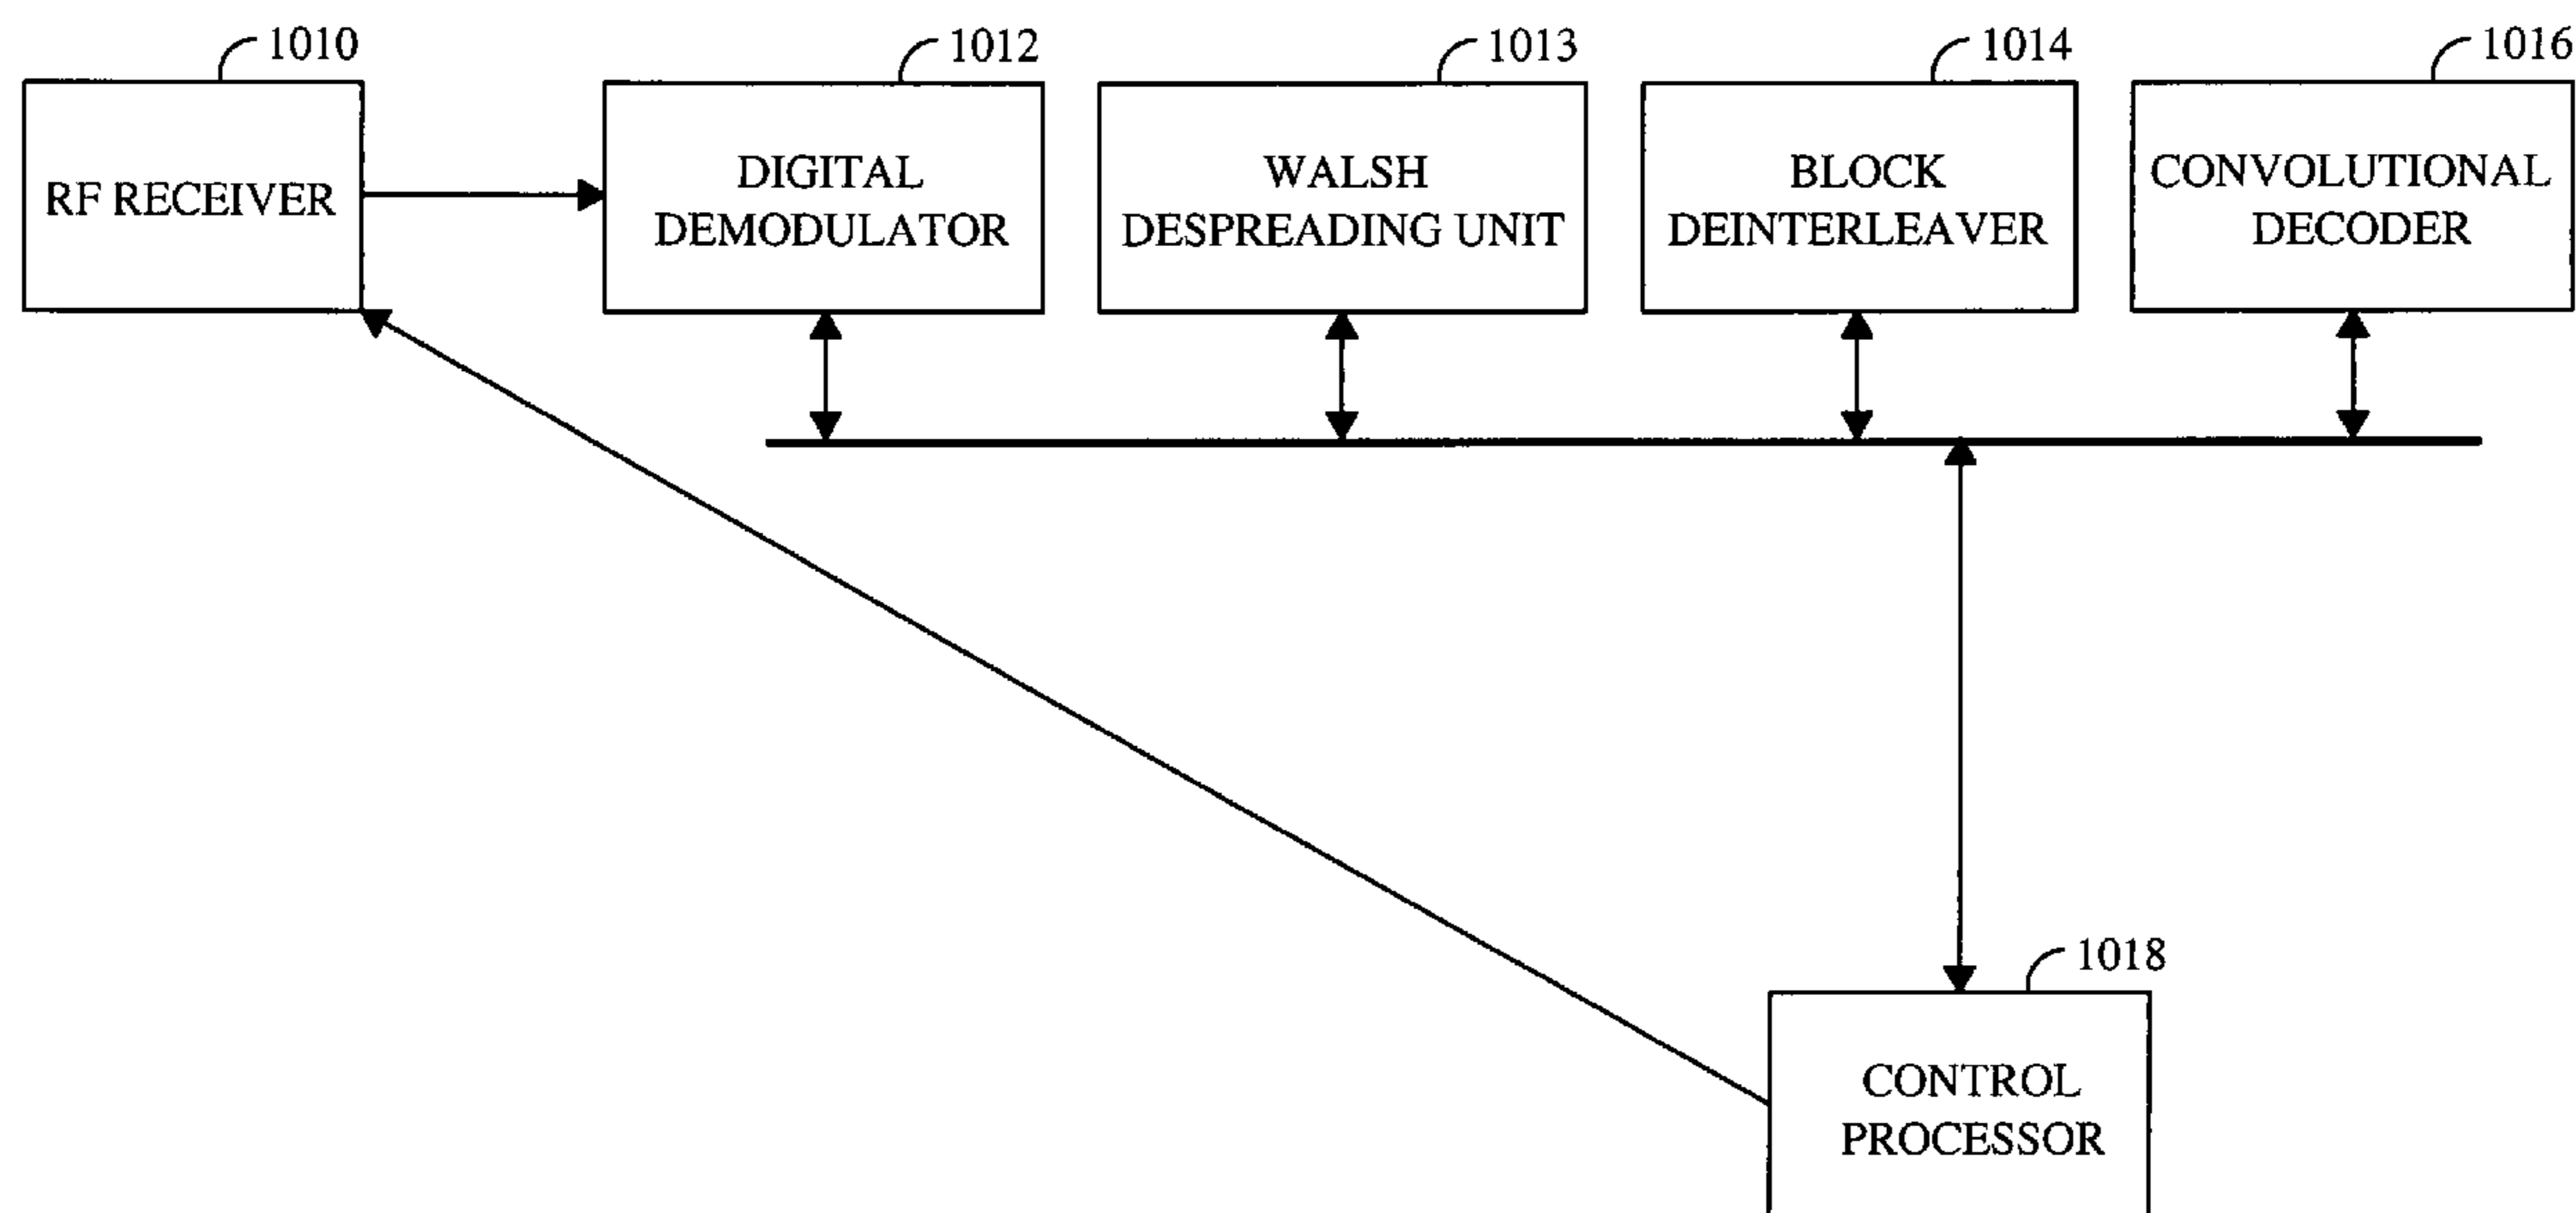 1010
1012
1013
1014
1016
RF RECEIVER
DIGITAL
DEMODULATOR
WALSH
DESPREADING UNIT
BLOCK
DEINTERLEAVER
CONVOLUTIONAL
DECODER
1018
CONTROL
PROCESSOR